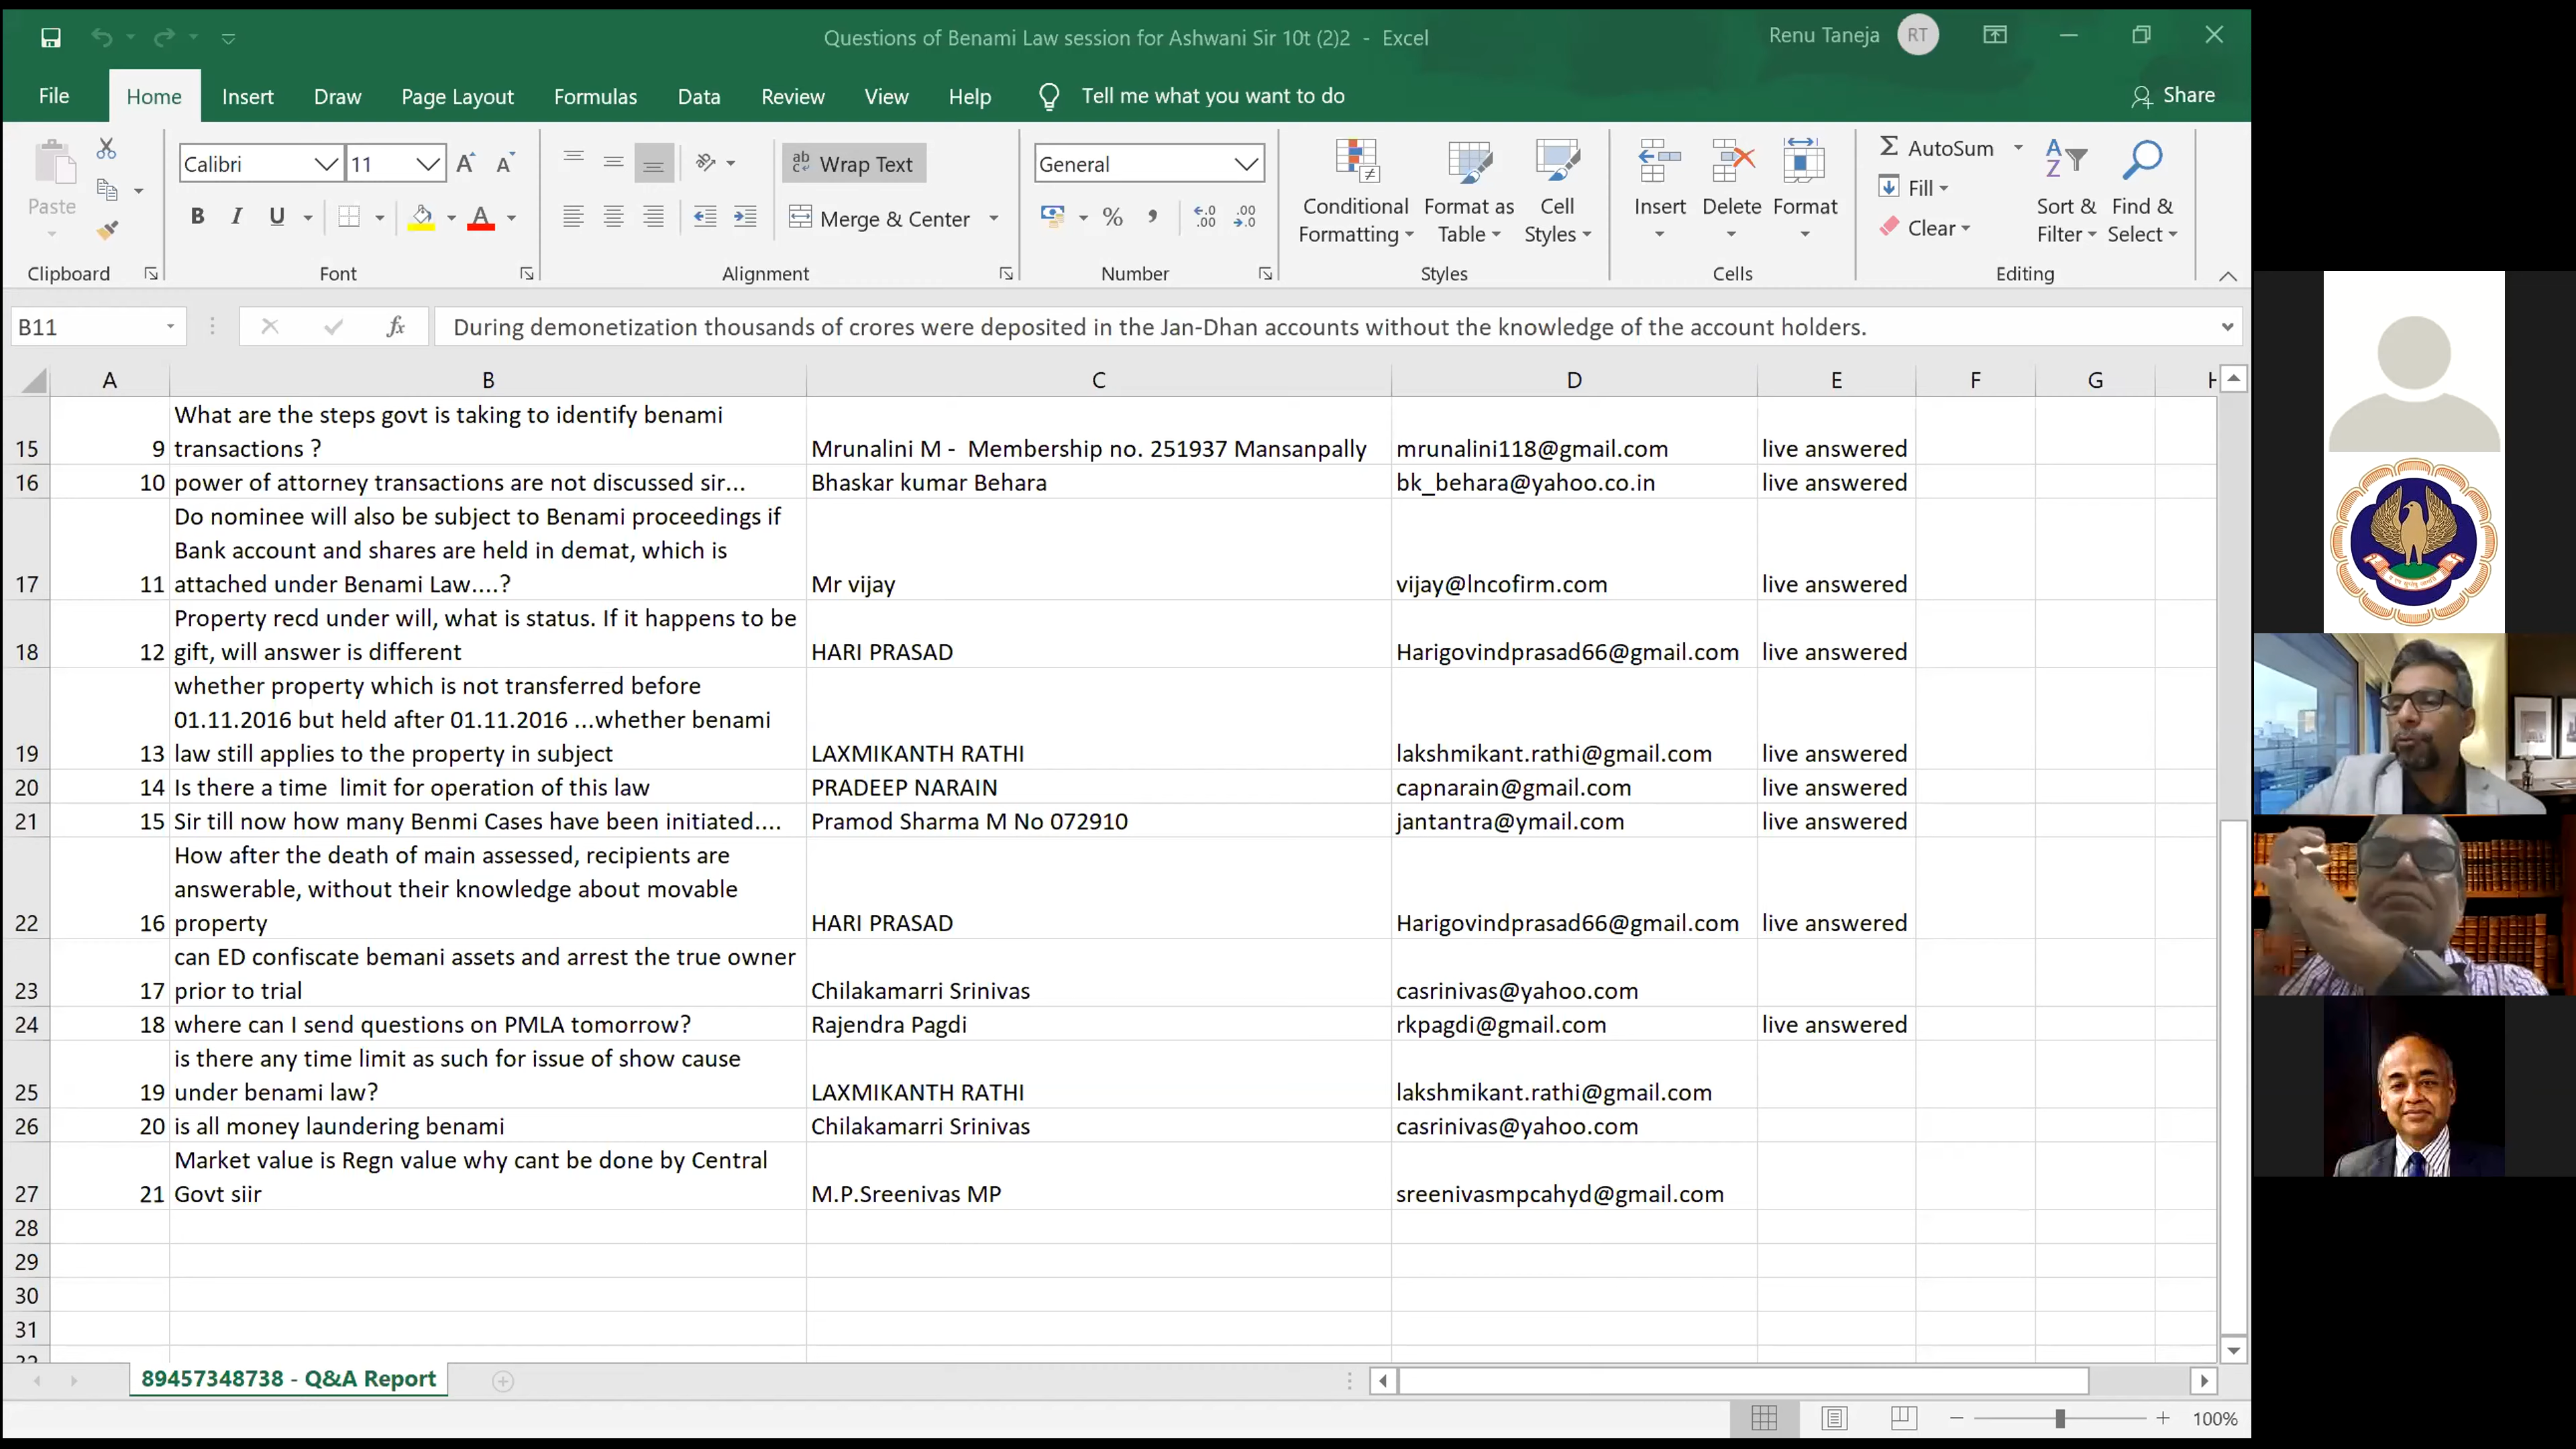 Questions of Benami Law session for Ashwani Sir 10t (2)2 - Excel
Renu Taneja RT
File Home Insert Draw Page Layout Formulas Data Review View Help Tell me what you want to do Share
Paste
Clipboard
Calibri 11
B I U
Font
Wrap Text
Merge & Center
Alignment
General
Number
Conditional Formatting
Format as Table
Cell Styles
Styles
Insert Delete Format
Cells
AutoSum
Fill
Clear
Sort & Filter
Find & Select
Editing
B11 fx During demonetization thousands of crores were deposited in the Jan-Dhan accounts without the knowledge of the account holders.
A B C D E F G H
What are the steps govt is taking to identify benami
15 9 transactions ? Mrunalini M - Membership no. 251937 Mansanpally mrunalini118@gmail.com live answered
16 10 power of attorney transactions are not discussed sir... Bhaskar kumar Behara bk_behara@yahoo.co.in live answered
Do nominee will also be subject to Benami proceedings if
Bank account and shares are held in demat, which is
17 11 attached under Benami Law....? Mr vijay vijay@lncofirm.com live answered
Property recd under will, what is status. If it happens to be
18 12 gift, will answer is different HARI PRASAD Harigovindprasad66@gmail.com live answered
whether property which is not transferred before
01.11.2016 but held after 01.11.2016 ...whether benami
19 13 law still applies to the property in subject LAXMIKANTH RATHI lakshmikant.rathi@gmail.com live answered
20 14 Is there a time limit for operation of this law PRADEEP NARAIN capnarain@gmail.com live answered
21 15 Sir till now how many Benmi Cases have been initiated.... Pramod Sharma M No 072910 jantantra@ymail.com live answered
How after the death of main assessed, recipients are
answerable, without their knowledge about movable
22 16 property HARI PRASAD Harigovindprasad66@gmail.com live answered
can ED confiscate bemani assets and arrest the true owner
23 17 prior to trial Chilakamarri Srinivas casrinivas@yahoo.com
24 18 where can I send questions on PMLA tomorrow? Rajendra Pagdi rkpagdi@gmail.com live answered
is there any time limit as such for issue of show cause
25 19 under benami law? LAXMIKANTH RATHI lakshmikant.rathi@gmail.com
26 20 is all money laundering benami Chilakamarri Srinivas casrinivas@yahoo.com
Market value is Regn value why cant be done by Central
27 21 Govt siir M.P.Sreenivas MP sreenivasmpcahyd@gmail.com
28
29
30
31
89457348738 - Q&A Report
100%